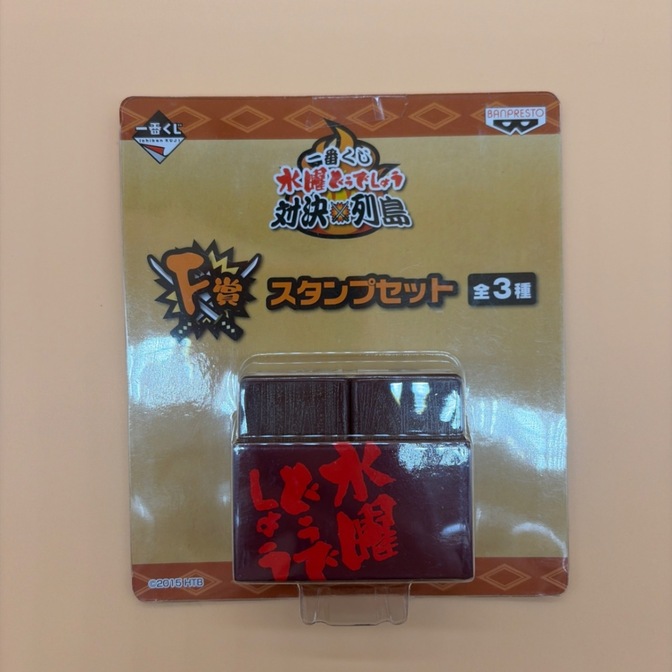 一番くじ
Ichiban KUJI
BANPRESTO
一番くじ
水曜どうでしょう
対決列島
F賞
スタンプセット
全3種
水曜
どうで
しょう
©2015 HTB